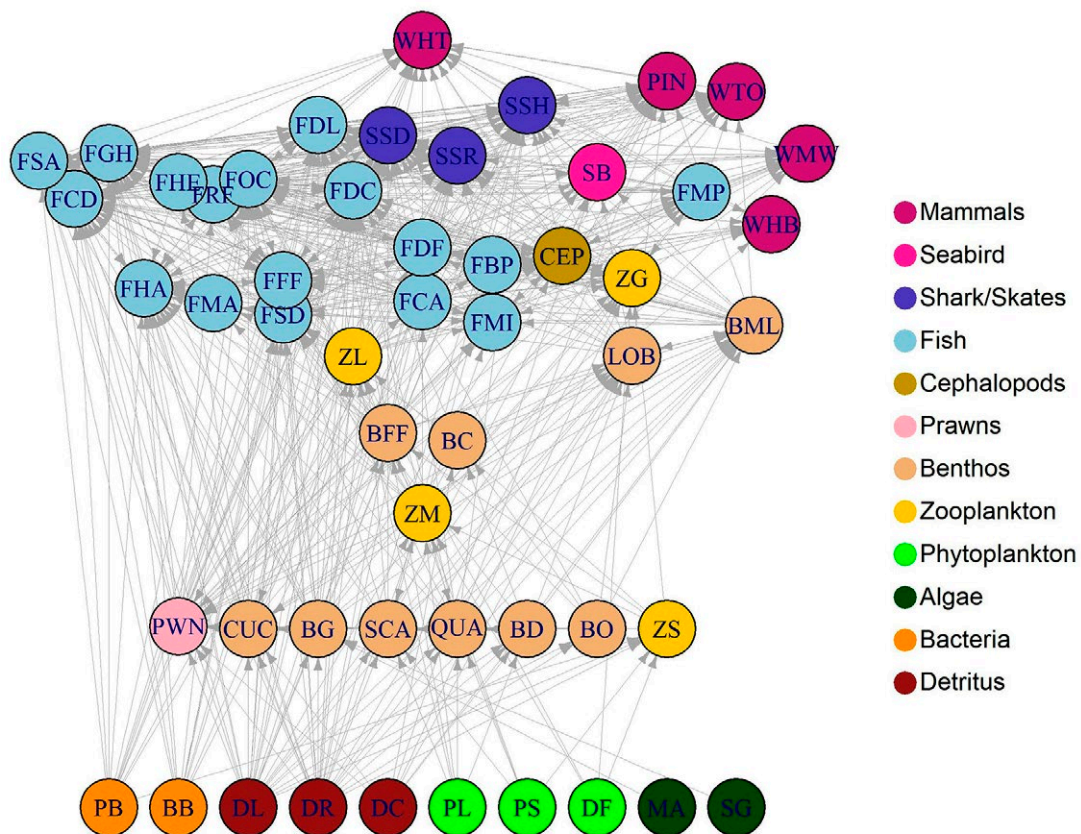 WHT
PIN
WTO
SSH
FDL
SSD
SSR
WMW
FSA
FGH
FCD
FHE
FRF
FOC
FDC
SB
FMP
WHB
FDF
FBP
CEP
ZG
FHA
FMA
FFF
FSD
FCA
FMI
BML
ZL
LOB
BFF
BC
ZM
PWN
CUC
BG
SCA
QUA
BD
BO
ZS
PB
BB
DL
DR
DC
PL
PS
DF
MA
SG
Mammals
Seabird
Shark/Skates
Fish
Cephalopods
Prawns
Benthos
Zooplankton
Phytoplankton
Algae
Bacteria
Detritus